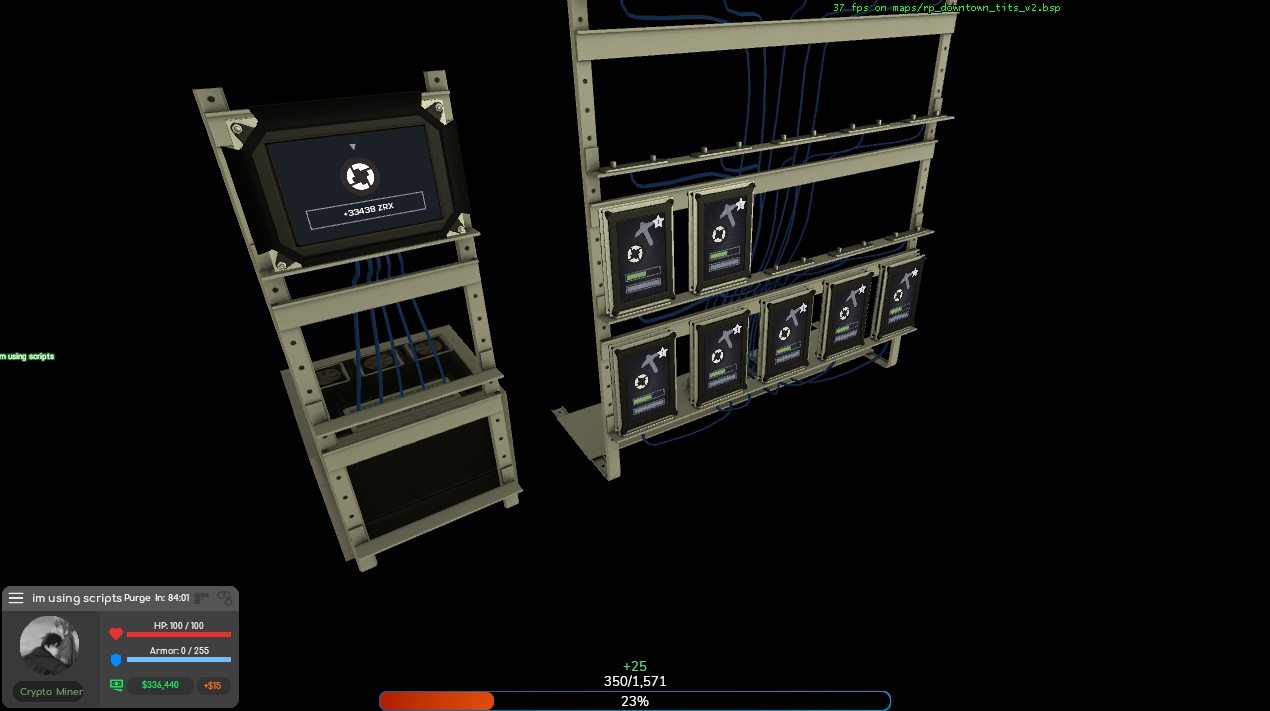 37 fps on maps/rp_downtown_tits_v2.bsp
+33438 ZRX
m using scripts
im using scripts Purge In: 84:01
HP: 100 / 100
Armor: 0 / 255
Crypto Miner
$336,440
+$15
+25
350/1,571
23%